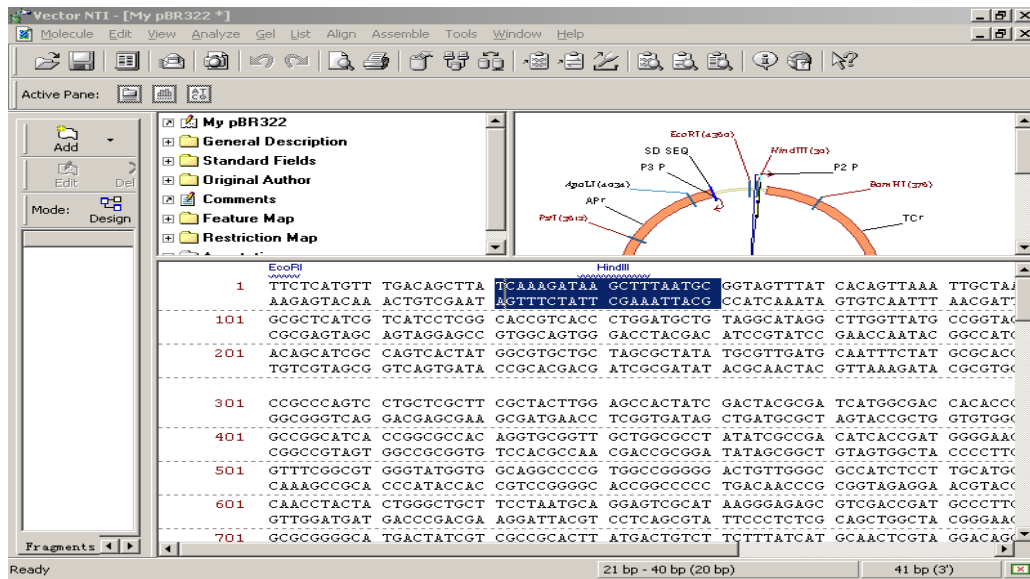 Vector NTI - [My pBR322 *]
Molecule Edit View Analyze Gel List Align Assemble Tools Window Help
Active Pane:
Add
Edit Del
Mode: Design
Fragments
My pBR322
General Description
Standard Fields
Original Author
Comments
Feature Map
Restriction Map
EcoRI (4360)
SD SEQ HindIII (30)
P3 P P2 P
ApaLI (4034) BamHI (376)
APr
PstI (3612) TCr
EcoRI HindIII
1 TTCTCATGTT TGACAGCTTA TCAAAGATAA GCTTTAATGC GGTAGTTTAT CACAGTTAAA TTGCTAA
AAGAGTACAA ACTGTCGAAT AGTTTCTATT CGAAATTACG CCATCAAATA GTGTCAATTT AACGATT
101 GCGCTCATCG TCATCCTCGG CACCGTCACC CTGGATGCTG TAGGCATAGG CTTGGTTATG CCGGTAC
CGCGAGTAGC AGTAGGAGCC GTGGCAGTGG GACCTACGAC ATCCGTATCC GAACCAATAC GGCCATG
201 ACAGCATCGC CAGTCACTAT GGCGTGCTGC TAGCGCTATA TGCGTTGATG CAATTTCTAT GCGCACC
TGTCGTAGCG GTCAGTGATA CCGCACGACG ATCGCGATAT ACGCAACTAC GTTAAAGATA CGCGTGG
301 CCGCCCAGTC CCTGCTCGCTT CGCTACTTGG AGCCACTATC GACTACGCGA TCATGGCGAC CACACCC
GGCGGGTCAG GACGAGCGAA GCGATGAACC TCGGTGATAG CTGATGCGCT AGTACCGCTG GTGTGGG
401 GCCGGCATCA CCGGCGCCAC AGGTGCGGTT GCTGGCGCCT ATATCGCCGA CATCACCGAT GGGGAAG
CGGCCGTAGT GGCCGCGGTG TCCACGCCAA CGACCGCGGA TATAGCGGCT GTAGTGGCTA CCCCTTC
501 GTTTCGGCGT GGGTATGGTG GCAGGCCCCG TGGCCGGGGG ACTGTTGGGC GCCATCTCCT TGCATGC
CAAAGCCGCA CCCATACCAC CGTCCGGGGC ACCGGCCCCC TGACAACCCG CGGTAGAGGA ACGTACG
601 CAACCTACTA CTGGGCTGCT TCCTAATGCA GGAGTCGCAT AAGGGAGAGC GTCGACCGAT GCCCTTG
GTTGGATGAT GACCCGACGA AGGATTACGT CCTCAGCGTA TTCCCTCTCG CAGCTGGCTA CGGGAAC
701 GCGCGGGGCA TGACTATCGT CGCCGCACTT ATGACTGTCT TCTTTATCAT GCAACTCGTA GGACAGG
Ready 21 bp - 40 bp (20 bp) 41 bp (3')